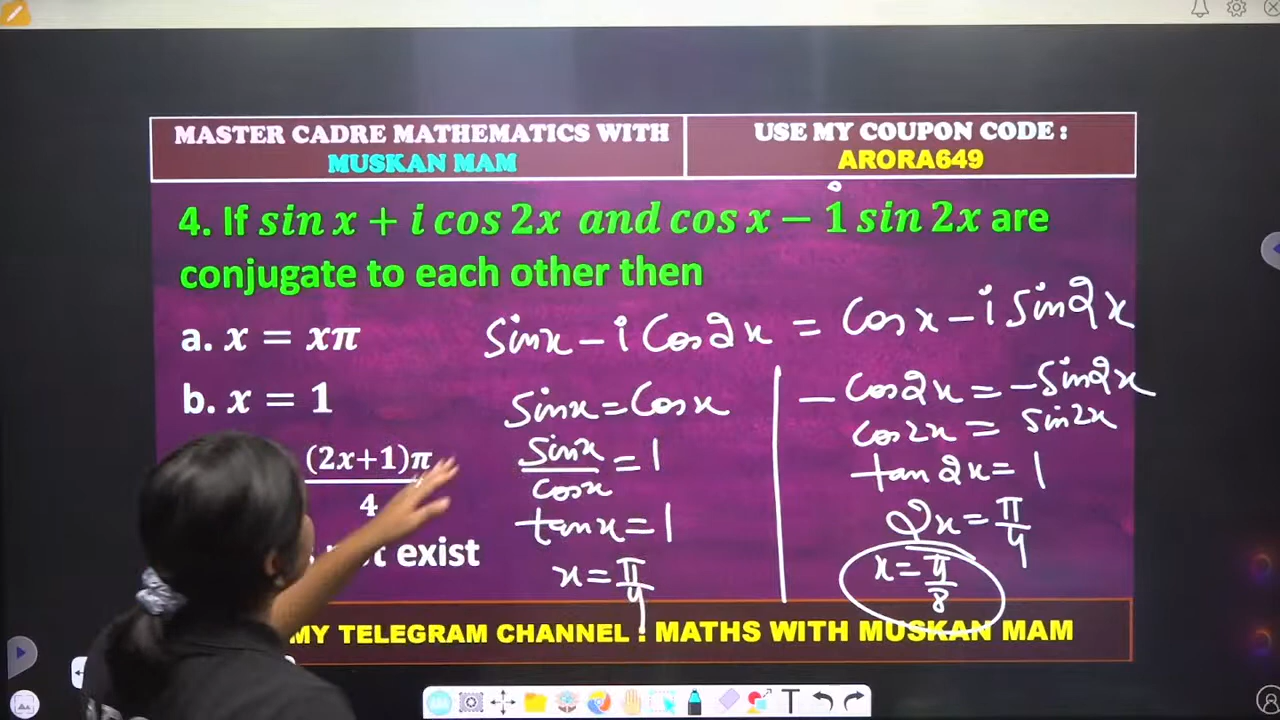 MASTER CADRE MATHEMATICS WITH
MUSKAN MAM
USE MY COUPON CODE :
ARORA649
4. If sin x + i cos 2x and cos x − 1 sin 2x are
conjugate to each other then
a. x = xπ
b. x = 1
(2x+1)π
4
not exist
Sinx − i Cos2x = Cosx − i Sin2x
Sinx = Cosx
Sinx
Cosx
= 1
tanx = 1
x = π/4
− Cos2x = −Sin2x
Cos2x = Sin2x
tan2x = 1
2x = π/4
x = π/8
MY TELEGRAM CHANNEL : MATHS WITH MUSKAN MAM
T